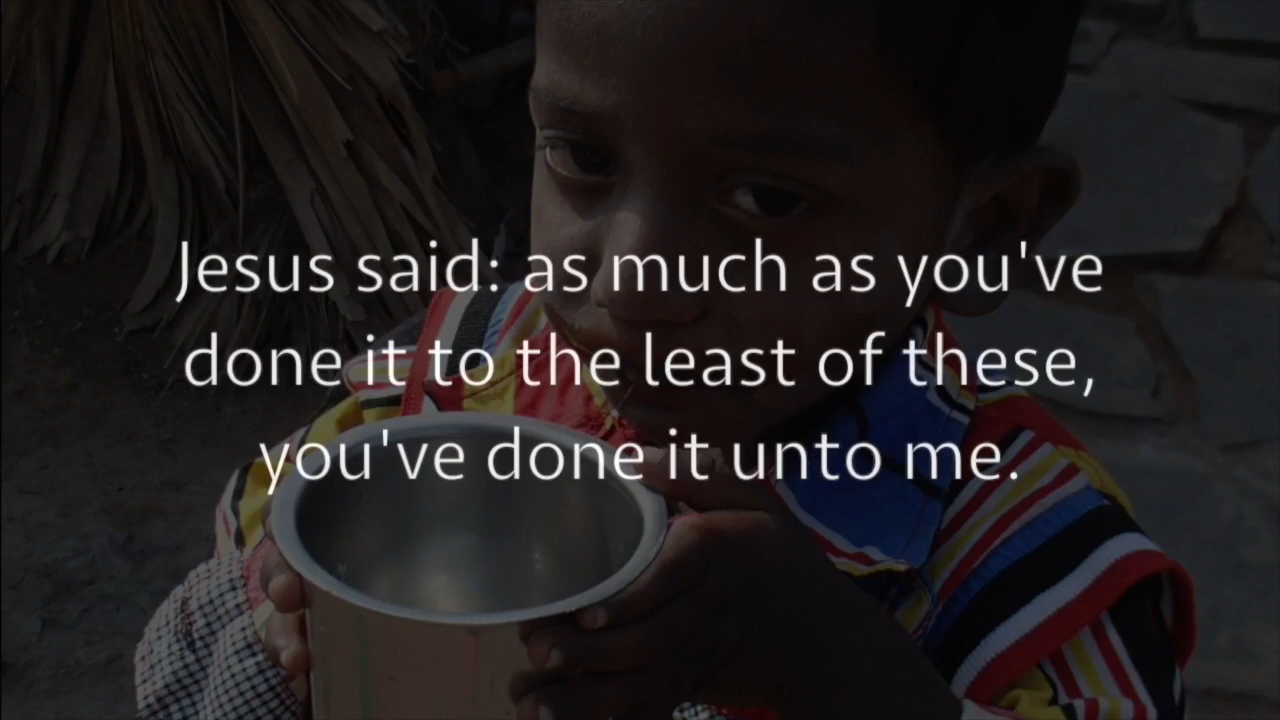 Jesus said: as much as you've
done it to the least of these,
you've done it unto me.